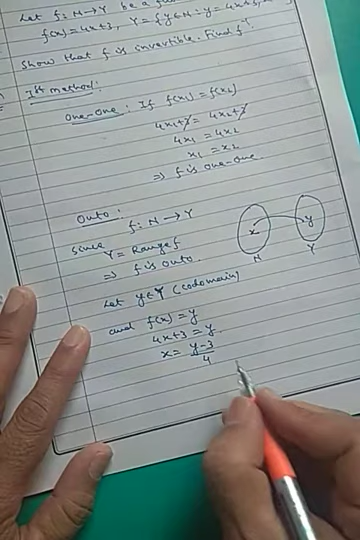 Let f: N→Y be a
f(x) = 4x+3, Y = {y∈N: y = 4x+3,
Show that f is invertible. Find f⁻¹
Ist method:
one-one: If f(x₁) = f(x₂)
4x₁+3 = 4x₂+3
4x₁ = 4x₂
x₁ = x₂
⇒ f is one-one.
Onto:
f: N → Y
since
Y = Range f
⇒ f is onto.
x y
N Y
Let y∈Y (codomain)
and f(x) = y
4x+3 = y
x = y-3/4